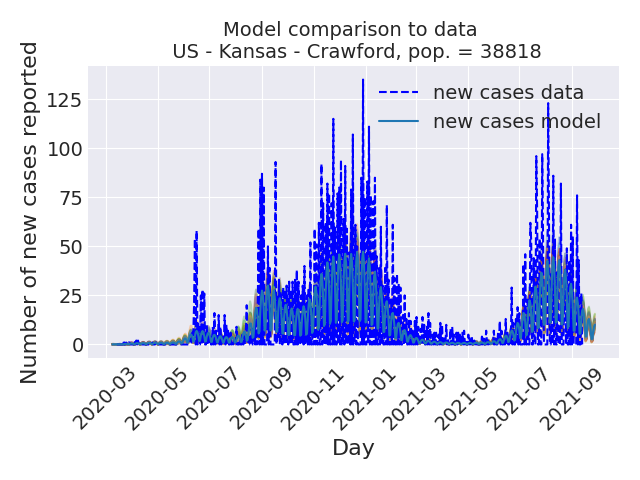 Model comparison to data
US - Kansas - Crawford, pop. = 38818
Number of new cases reported
125
100
75
50
25
0
new cases data
new cases model
2020-03
2020-05
2020-07
2020-09
2020-11
2021-01
2021-03
2021-05
2021-07
2021-09
Day